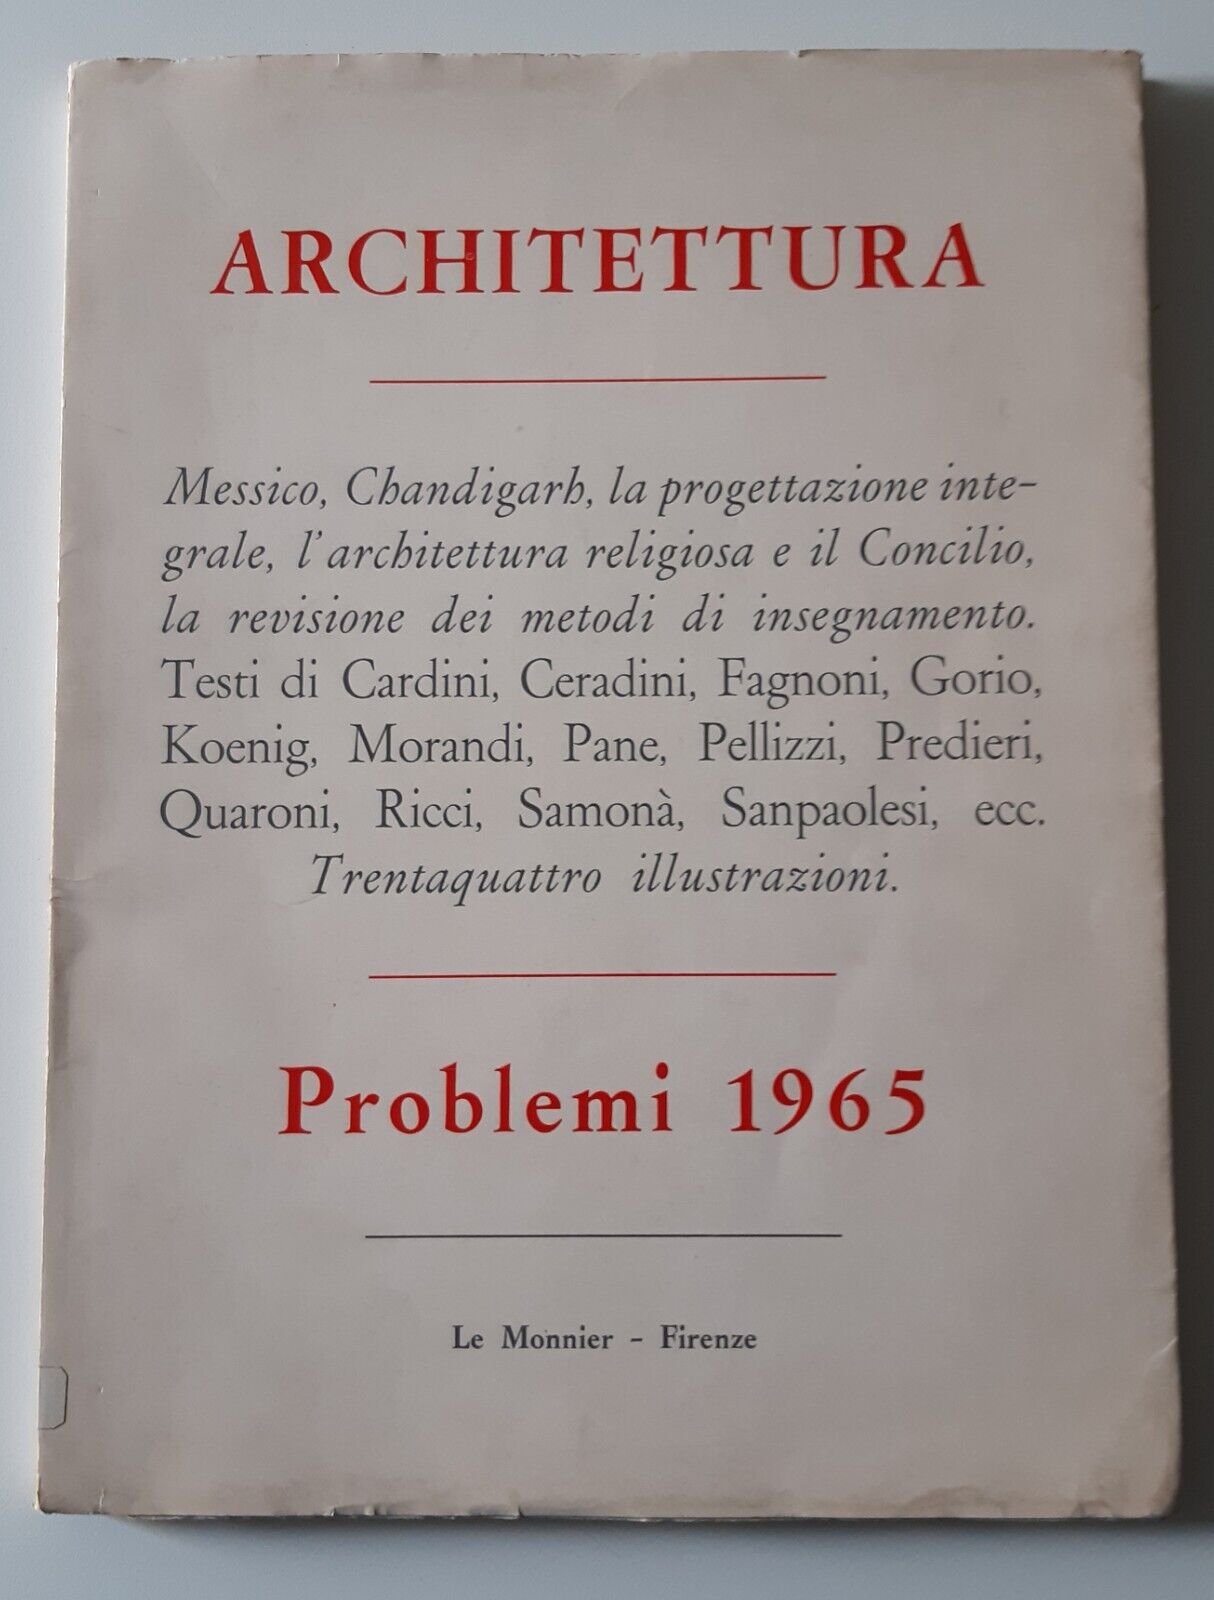 ARCHITETTURA
Messico, Chandigarh, la progettazione inte-
grale, l'architettura religiosa e il Concilio,
la revisione dei metodi di insegnamento.
Testi di Cardini, Ceradini, Fagnoni, Gorio,
Koenig, Morandi, Pane, Pellizzi, Predieri,
Quaroni, Ricci, Samonà, Sanpaolesi, ecc.
Trentaquattro illustrazioni.
Problemi 1965
Le Monnier - Firenze